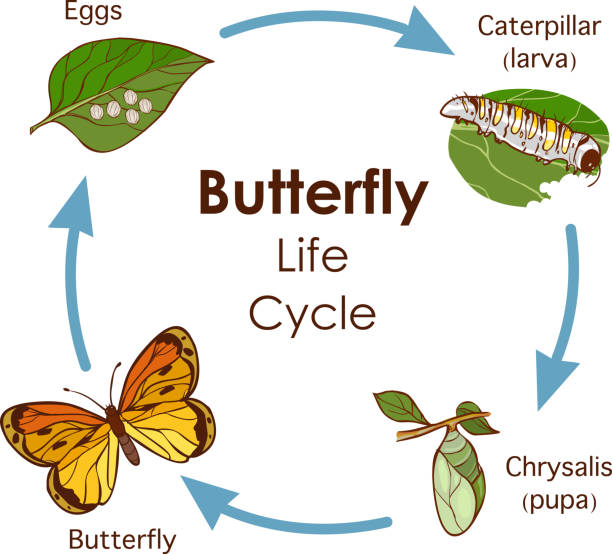 Eggs
Caterpillar
(larva)
Butterfly
Life
Cycle
Chrysalis
(pupa)
Butterfly